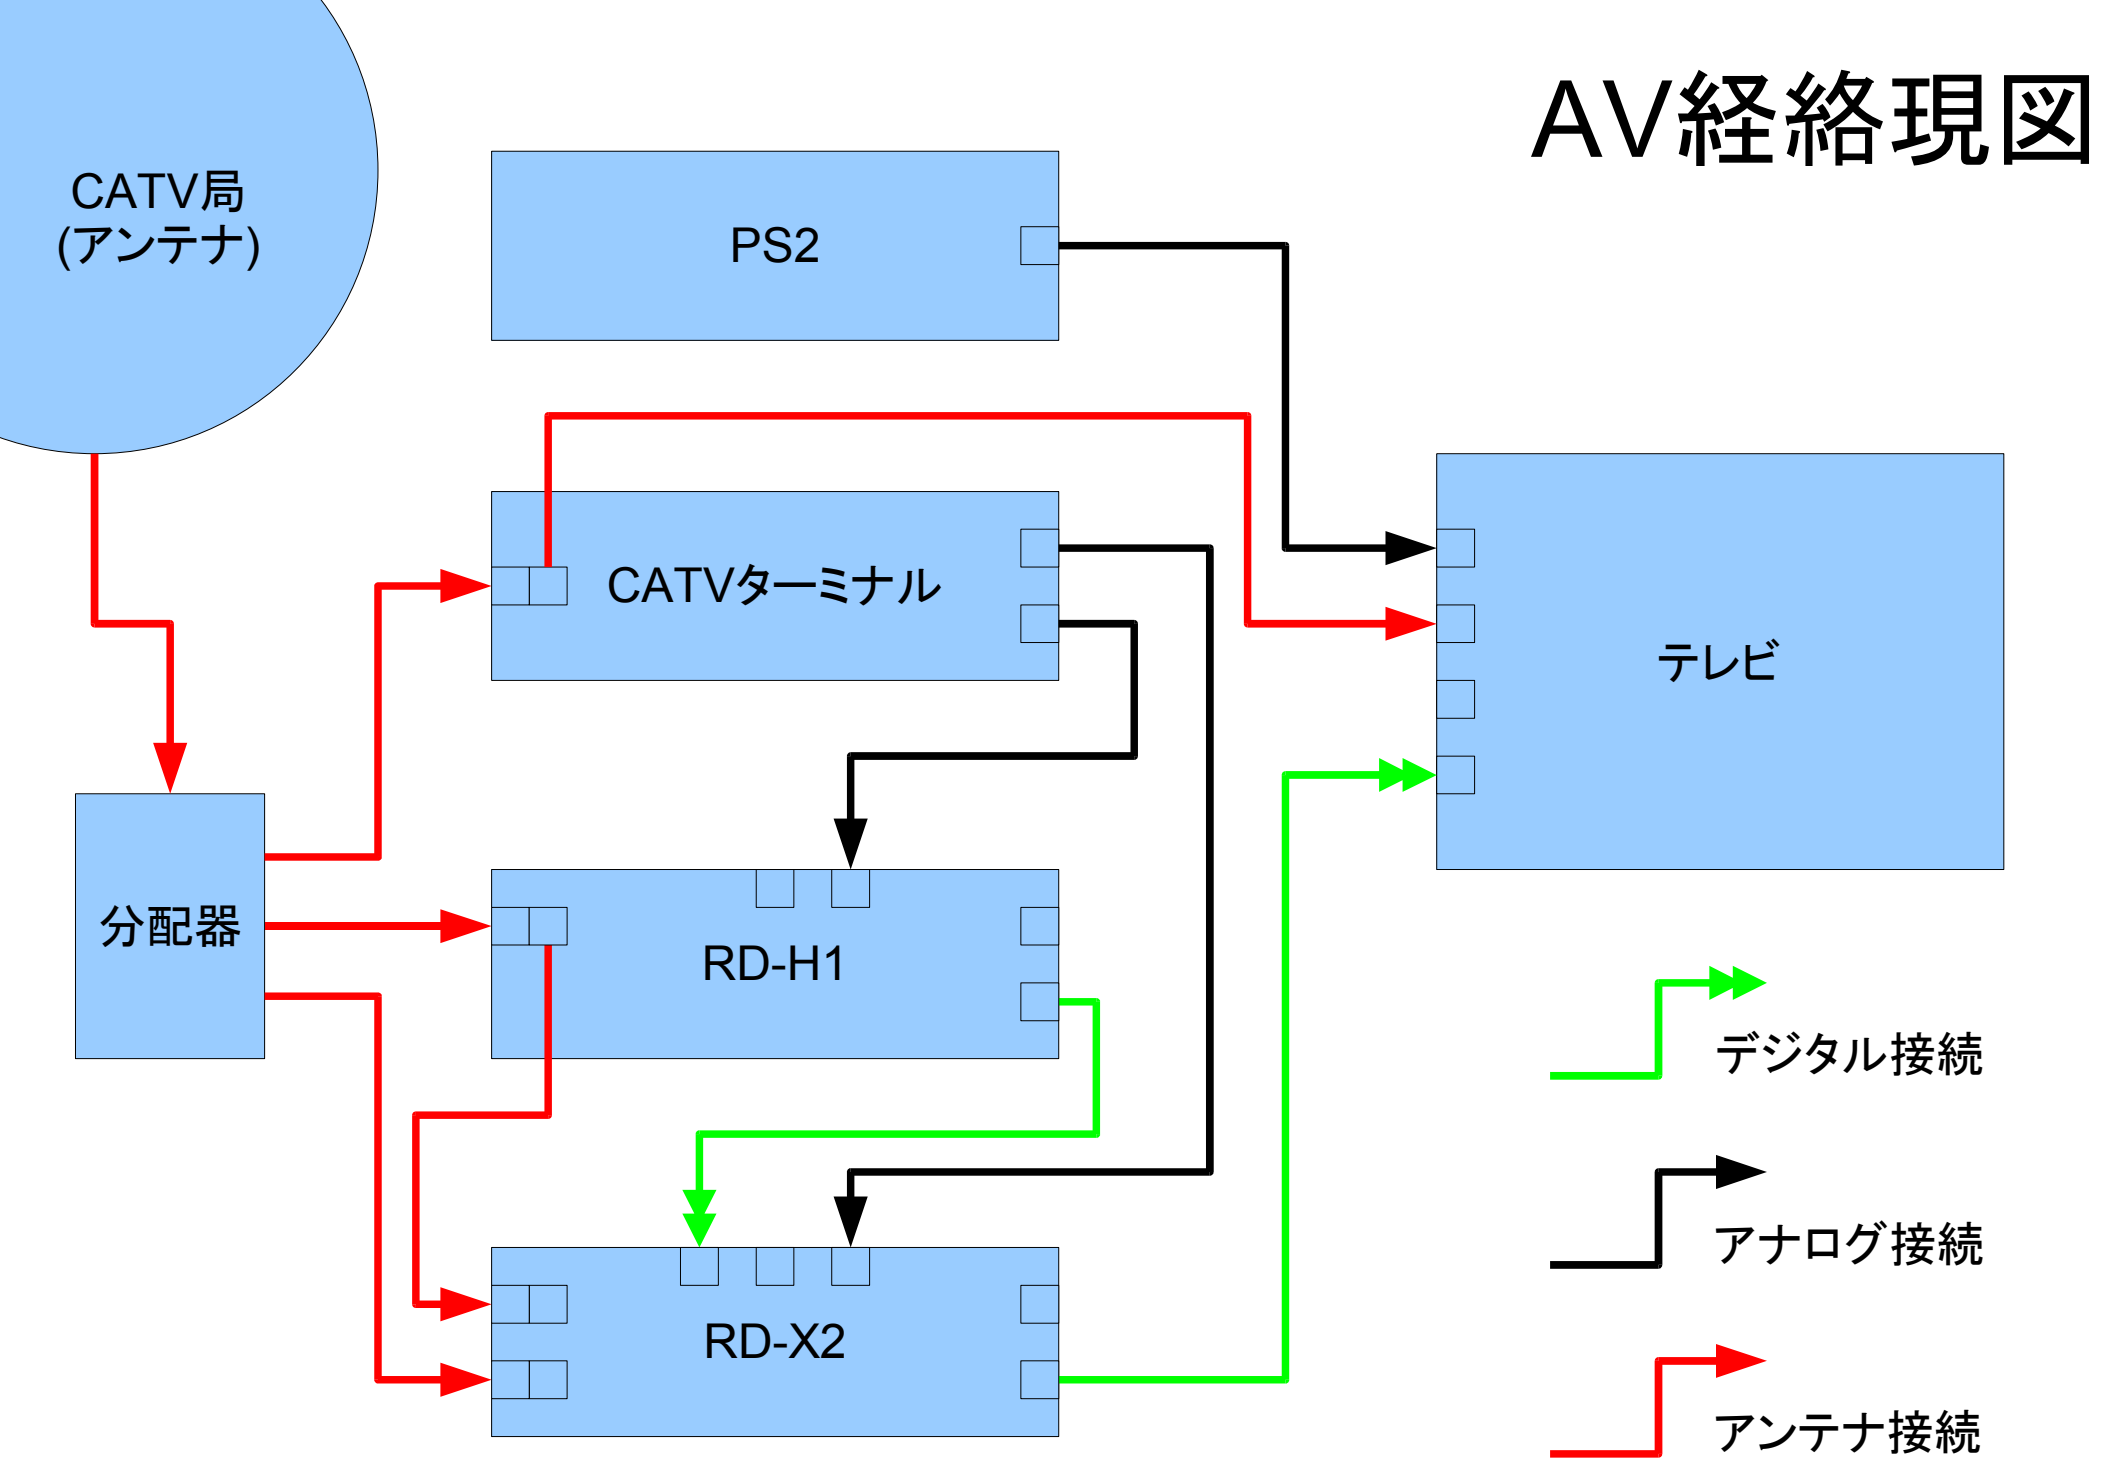 AV経絡現図
CATV局
(アンテナ)
PS2
CATVターミナル
テレビ
分配器
RD-H1
RD-X2
デジタル接続
アナログ接続
アンテナ接続